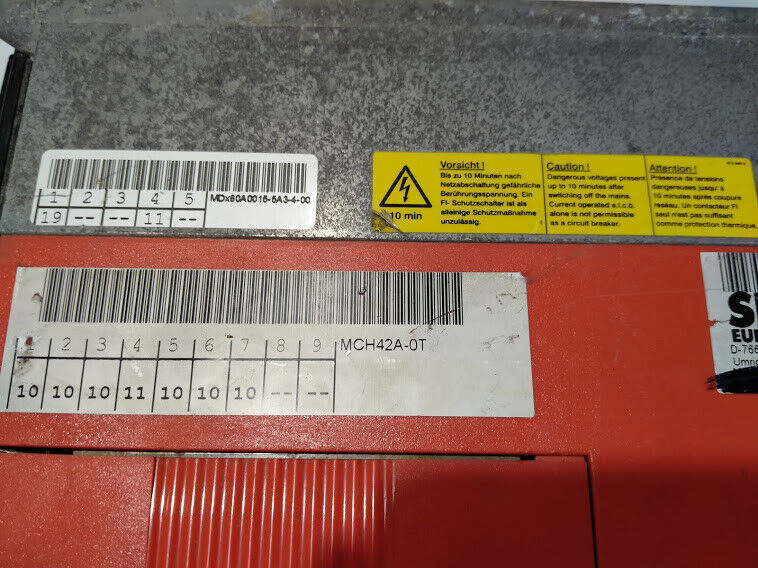 1 2 3 4 5 MDx60A0015-5A3-4-00
19 -- -- 11 --
10 min
Vorsicht !
Bis zu 10 Minuten nach
Netzabschaltung gefährliche
Berührungsspannung. Ein
FI- Schutzschalter ist als
alleinige Schutzmaßnahme
unzulässig.
Caution !
Dangerous voltages present
up to 10 minutes after
switching off the mains.
Current operated e.l.c.b.
alone is not permissible
as a circuit breaker.
Attention !
Présence de tensions
dangereuses jusqu' à
10 minutes après coupure
reséau. Un contacteur FI-
seul n'est pas suffisant
comme protection thermique.
2 3 4 5 6 7 8 9 MCH42A-0T
10 10 10 11 10 10 10 -- --
EUR
D-766